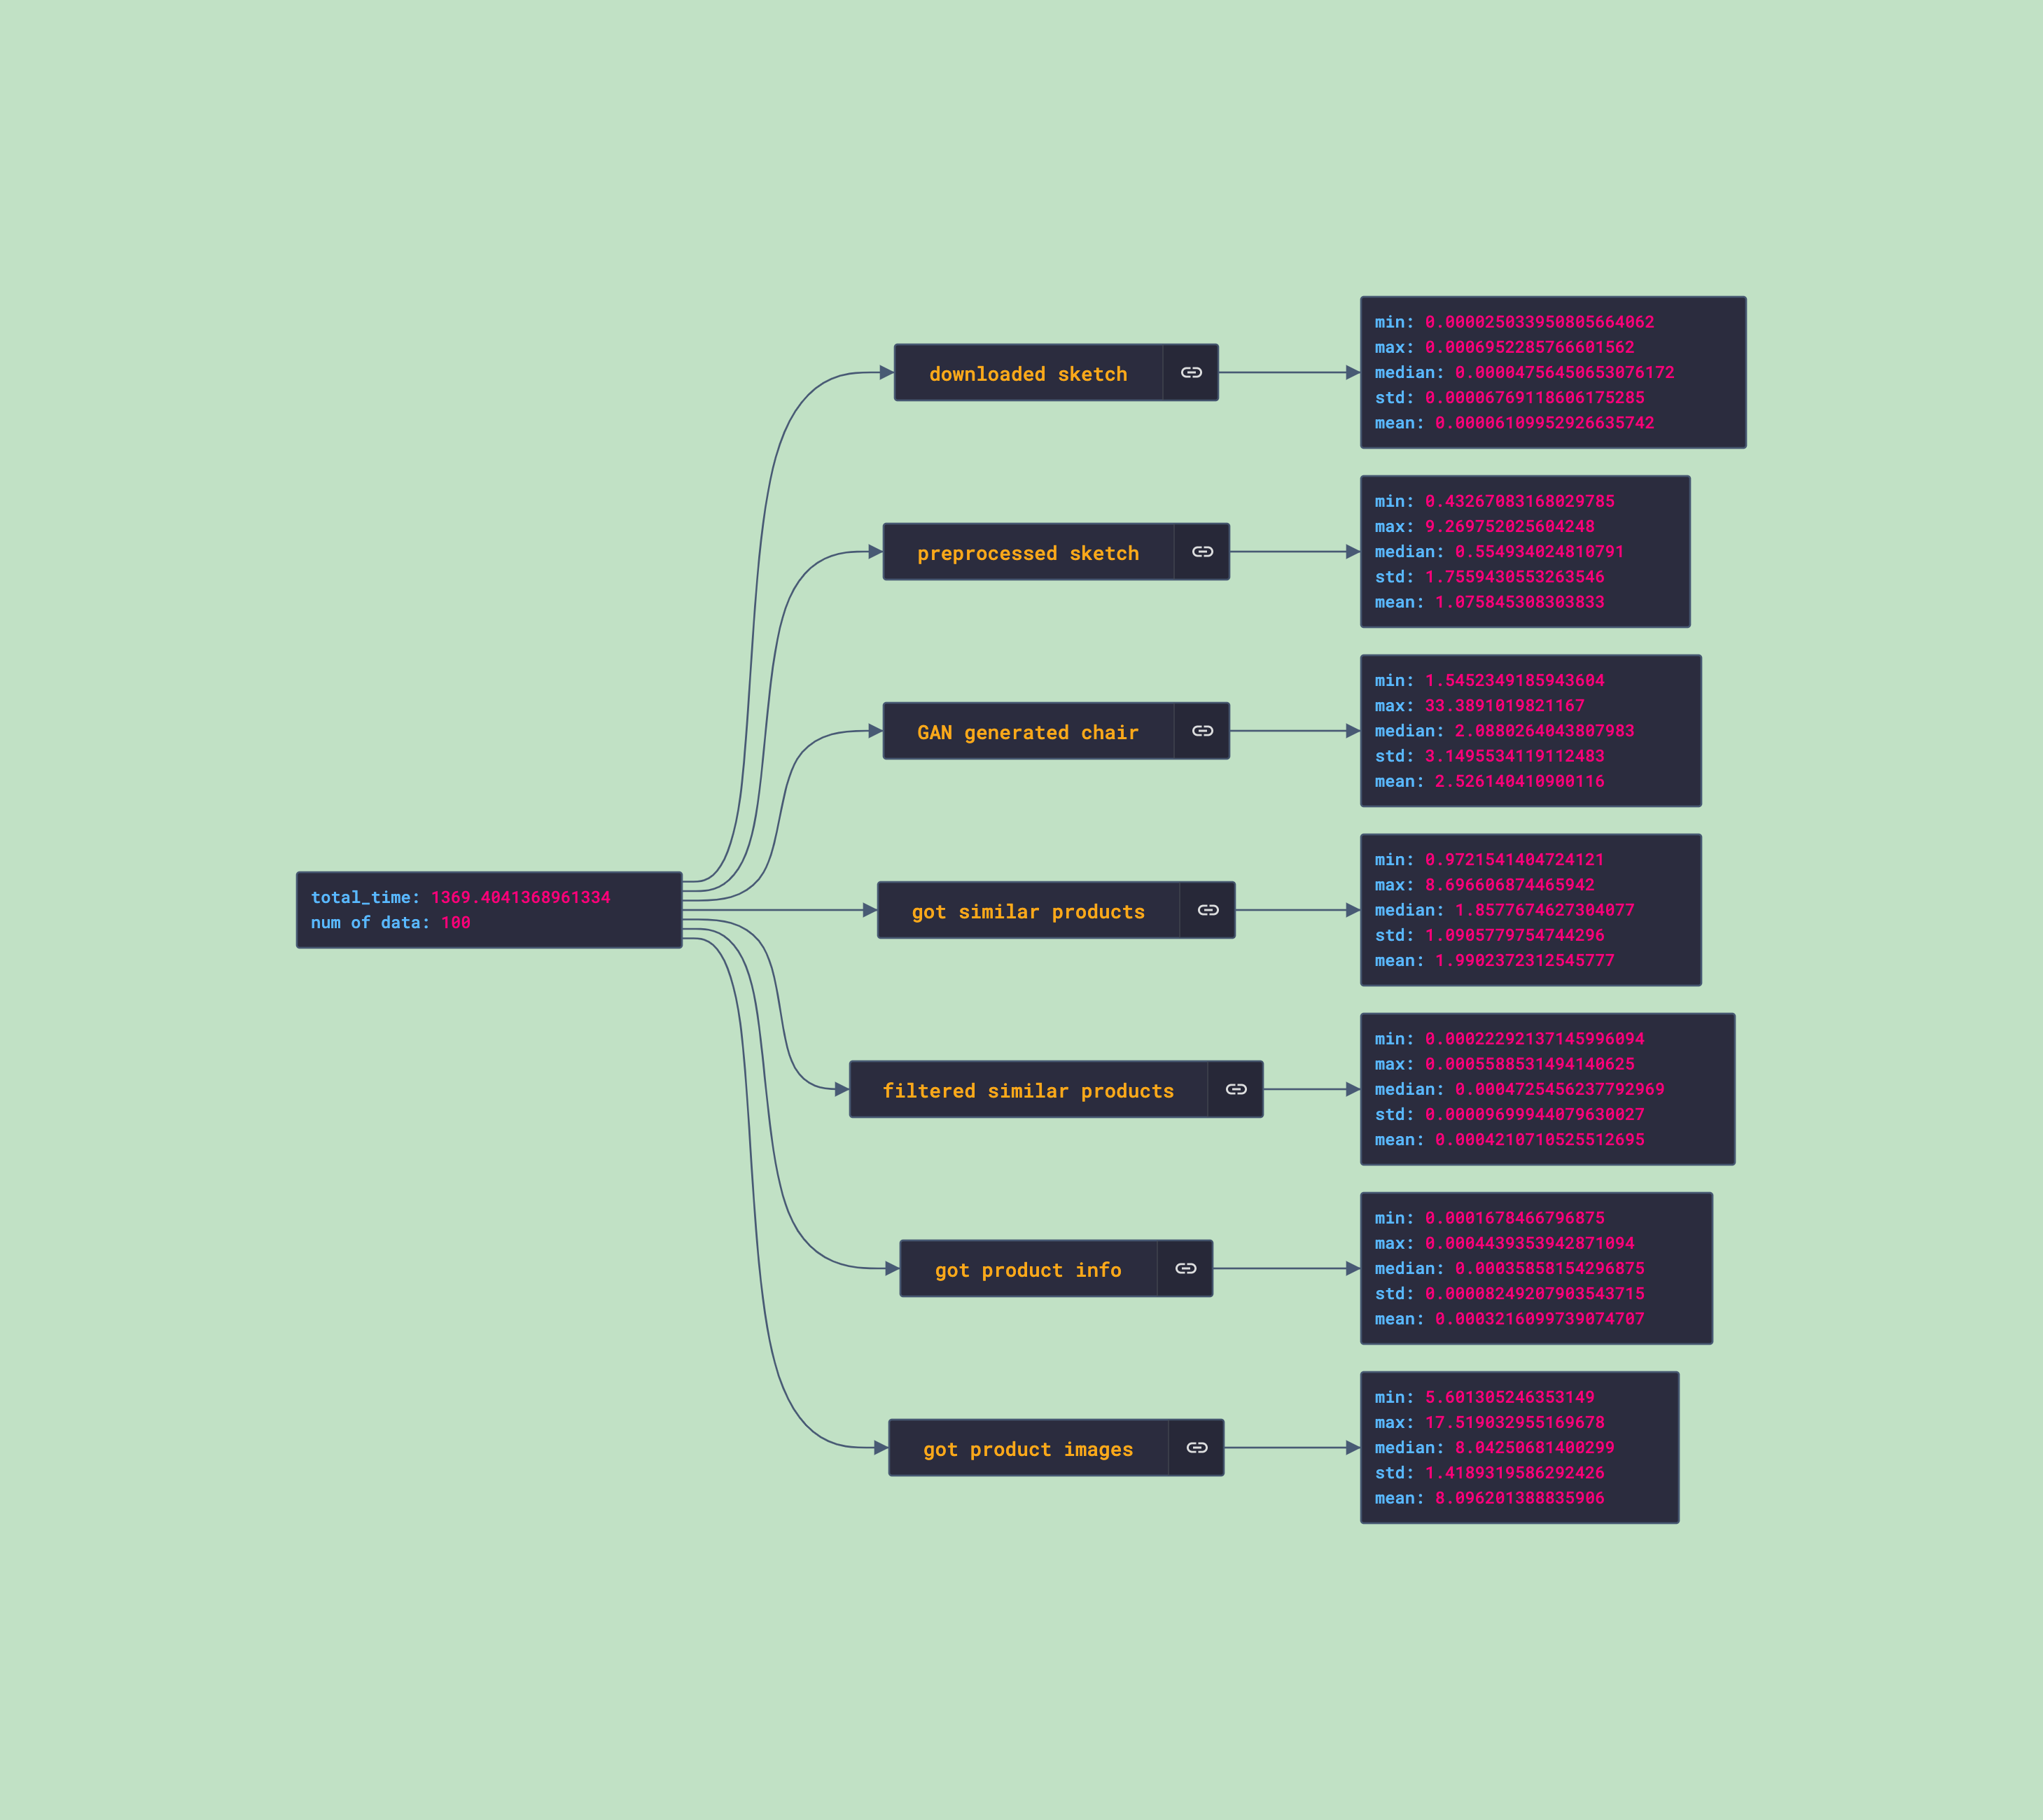 total_time: 1369.4041368961334
num of data: 100
downloaded sketch
min: 0.000025033950805664062
max: 0.0006952285766601562
median: 0.00004756450653076172
std: 0.00006769118606175285
mean: 0.00006109952926635742
preprocessed sketch
min: 0.43267083168029785
max: 9.269752025604248
median: 0.554934024810791
std: 1.7559430553263546
mean: 1.075845308303833
GAN generated chair
min: 1.5452349185943604
max: 33.3891019821167
median: 2.0880264043807983
std: 3.1495534119112483
mean: 2.526140410900116
got similar products
min: 0.9721541404724121
max: 8.696606874465942
median: 1.8577674627304077
std: 1.0905779754744296
mean: 1.9902372312545777
filtered similar products
min: 0.00022292137145996094
max: 0.0005588531494140625
median: 0.0004725456237792969
std: 0.00009699944079630027
mean: 0.0004210710525512695
got product info
min: 0.0001678466796875
max: 0.0004439353942871094
median: 0.00035858154296875
std: 0.00008249207903543715
mean: 0.0003216099739074707
got product images
min: 5.601305246353149
max: 17.519032955169678
median: 8.04250681400299
std: 1.4189319586292426
mean: 8.096201388835906